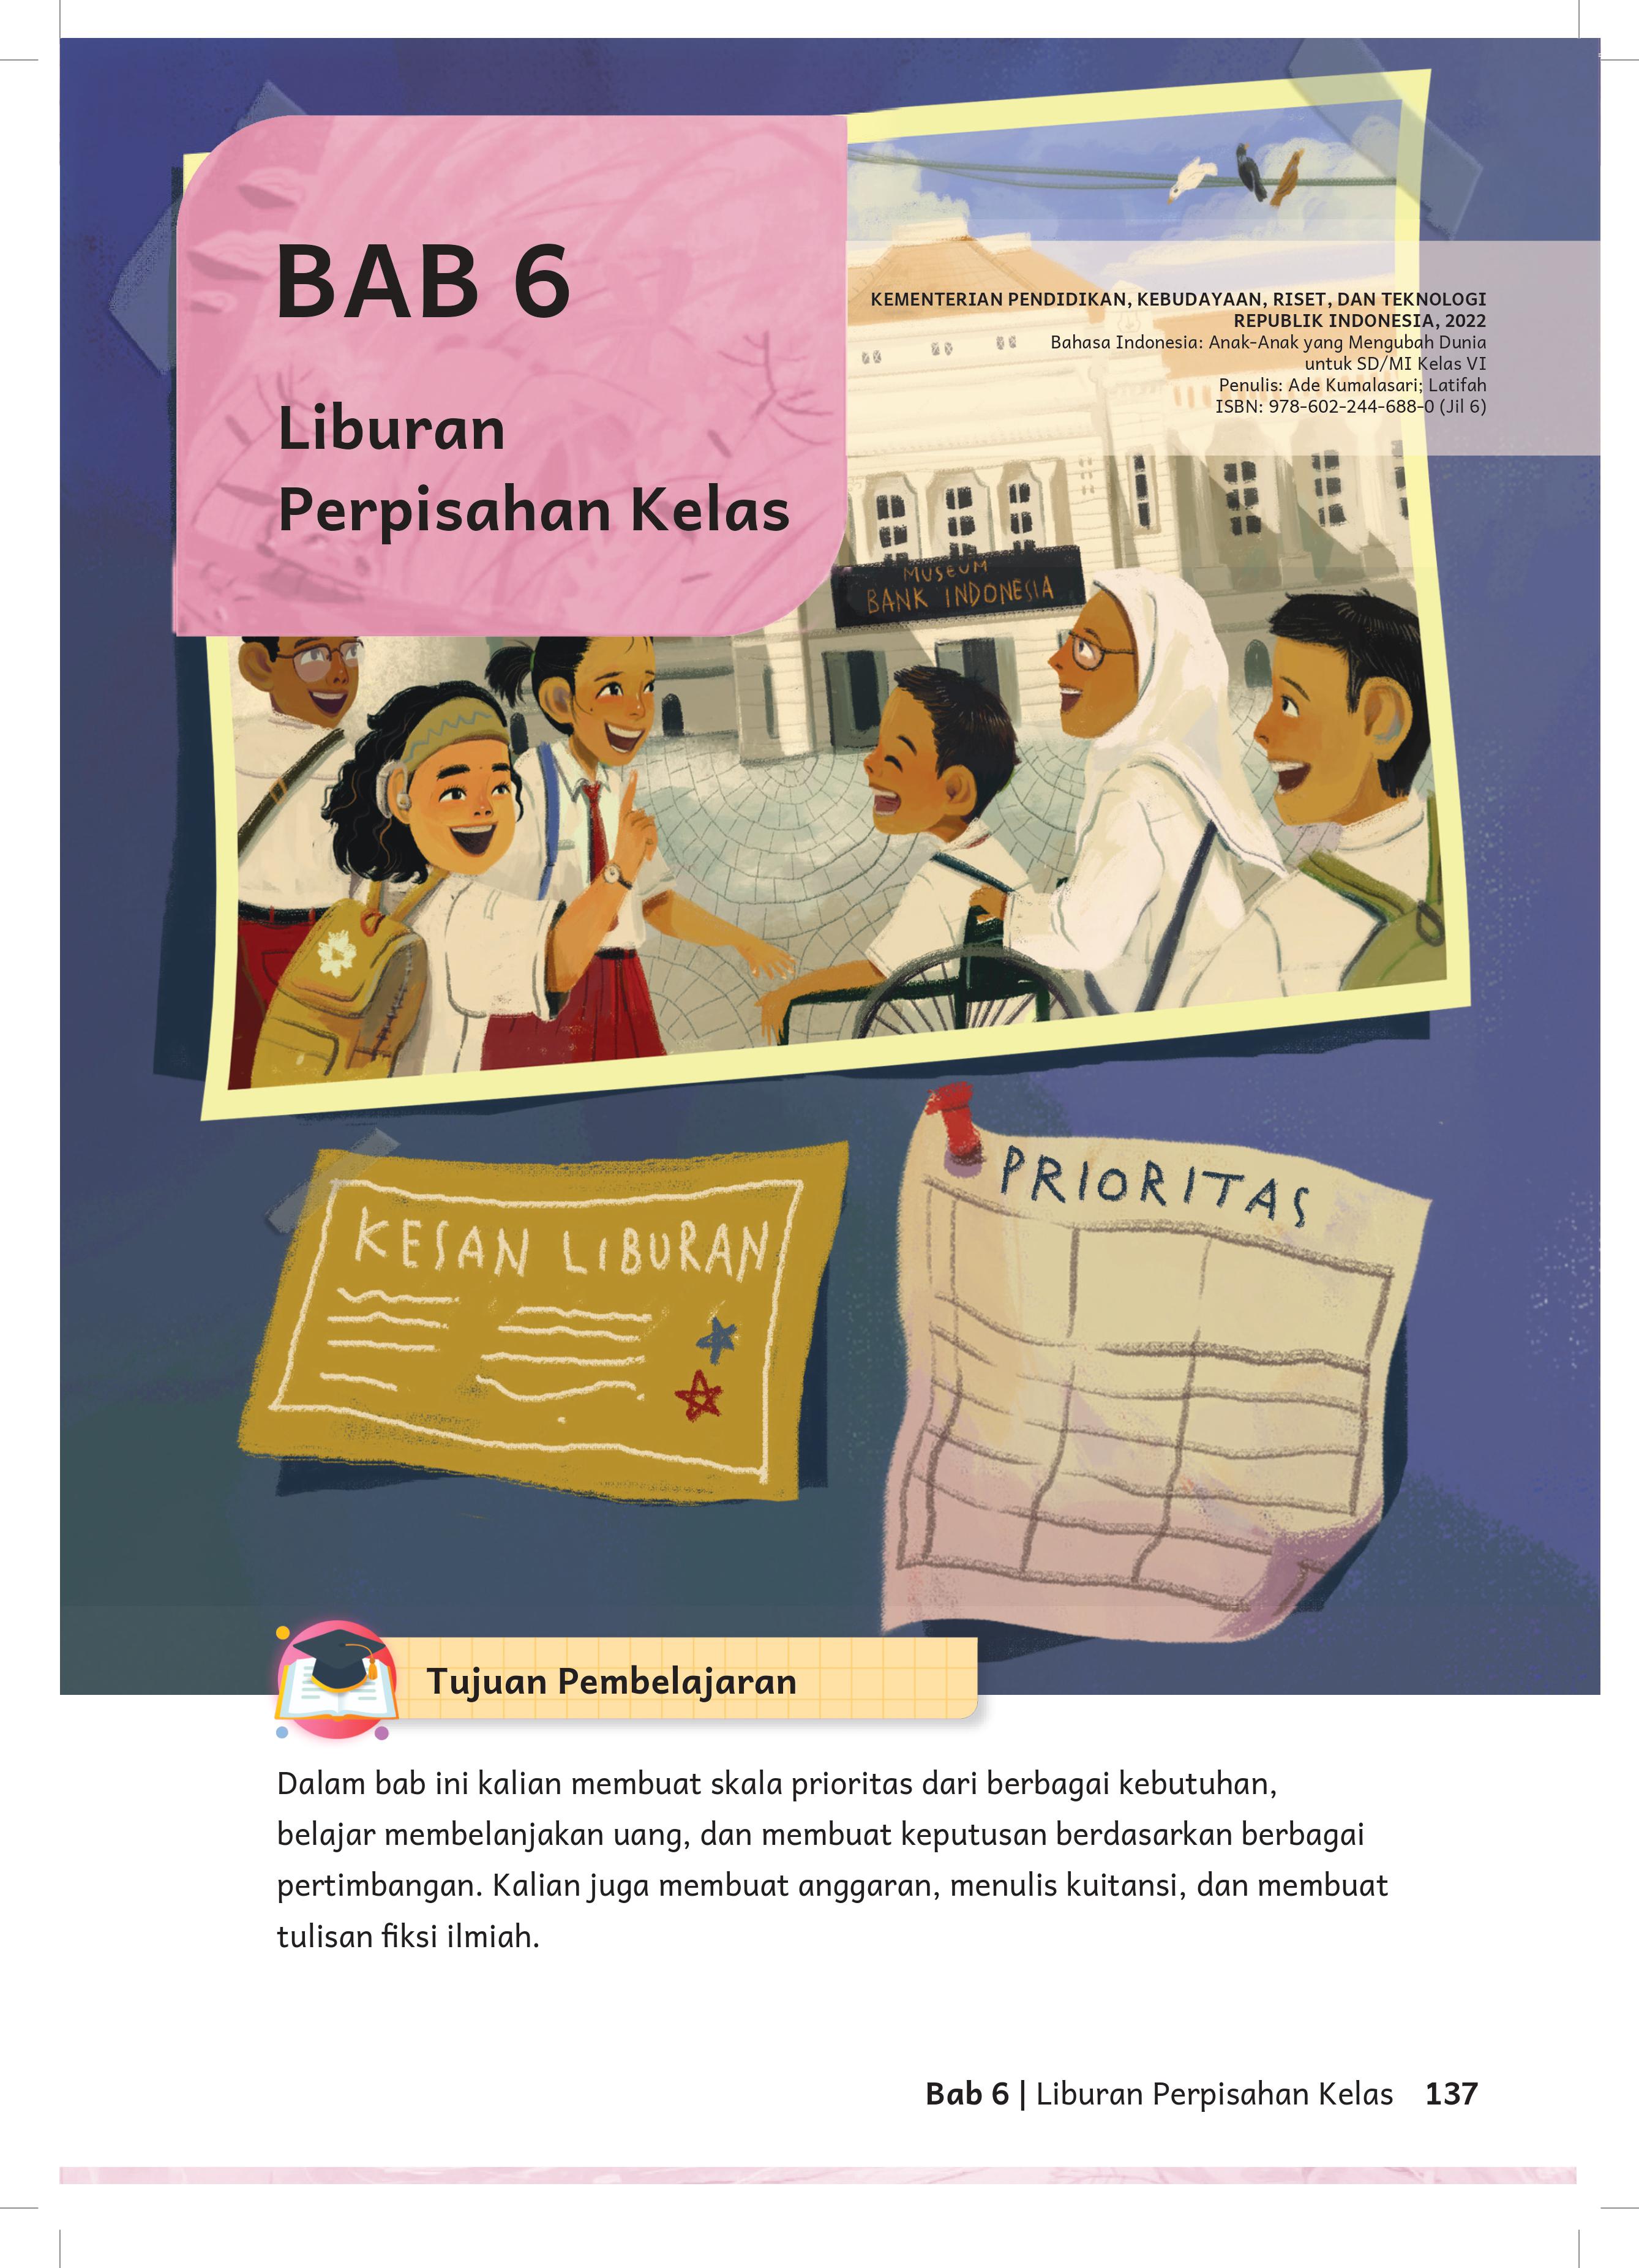 BAB 6
Liburan
Perpisahan Kelas
KEMENTERIAN PENDIDIKAN, KEBUDAYAAN, RISET, DAN TEKNOLOGI
REPUBLIK INDONESIA, 2022
Bahasa Indonesia: Anak-Anak yang Mengubah Dunia
untuk SD/MI Kelas VI
Penulis: Ade Kumalasari; Latifah
ISBN: 978-602-244-688-0 (Jil 6)
MUSEUM
BANK INDONESIA
KESAN LIBURAN
PRIORITAS
Tujuan Pembelajaran
Dalam bab ini kalian membuat skala prioritas dari berbagai kebutuhan,
belajar membelanjakan uang, dan membuat keputusan berdasarkan berbagai
pertimbangan. Kalian juga membuat anggaran, menulis kuitansi, dan membuat
tulisan fiksi ilmiah.
Bab 6 | Liburan Perpisahan Kelas 137